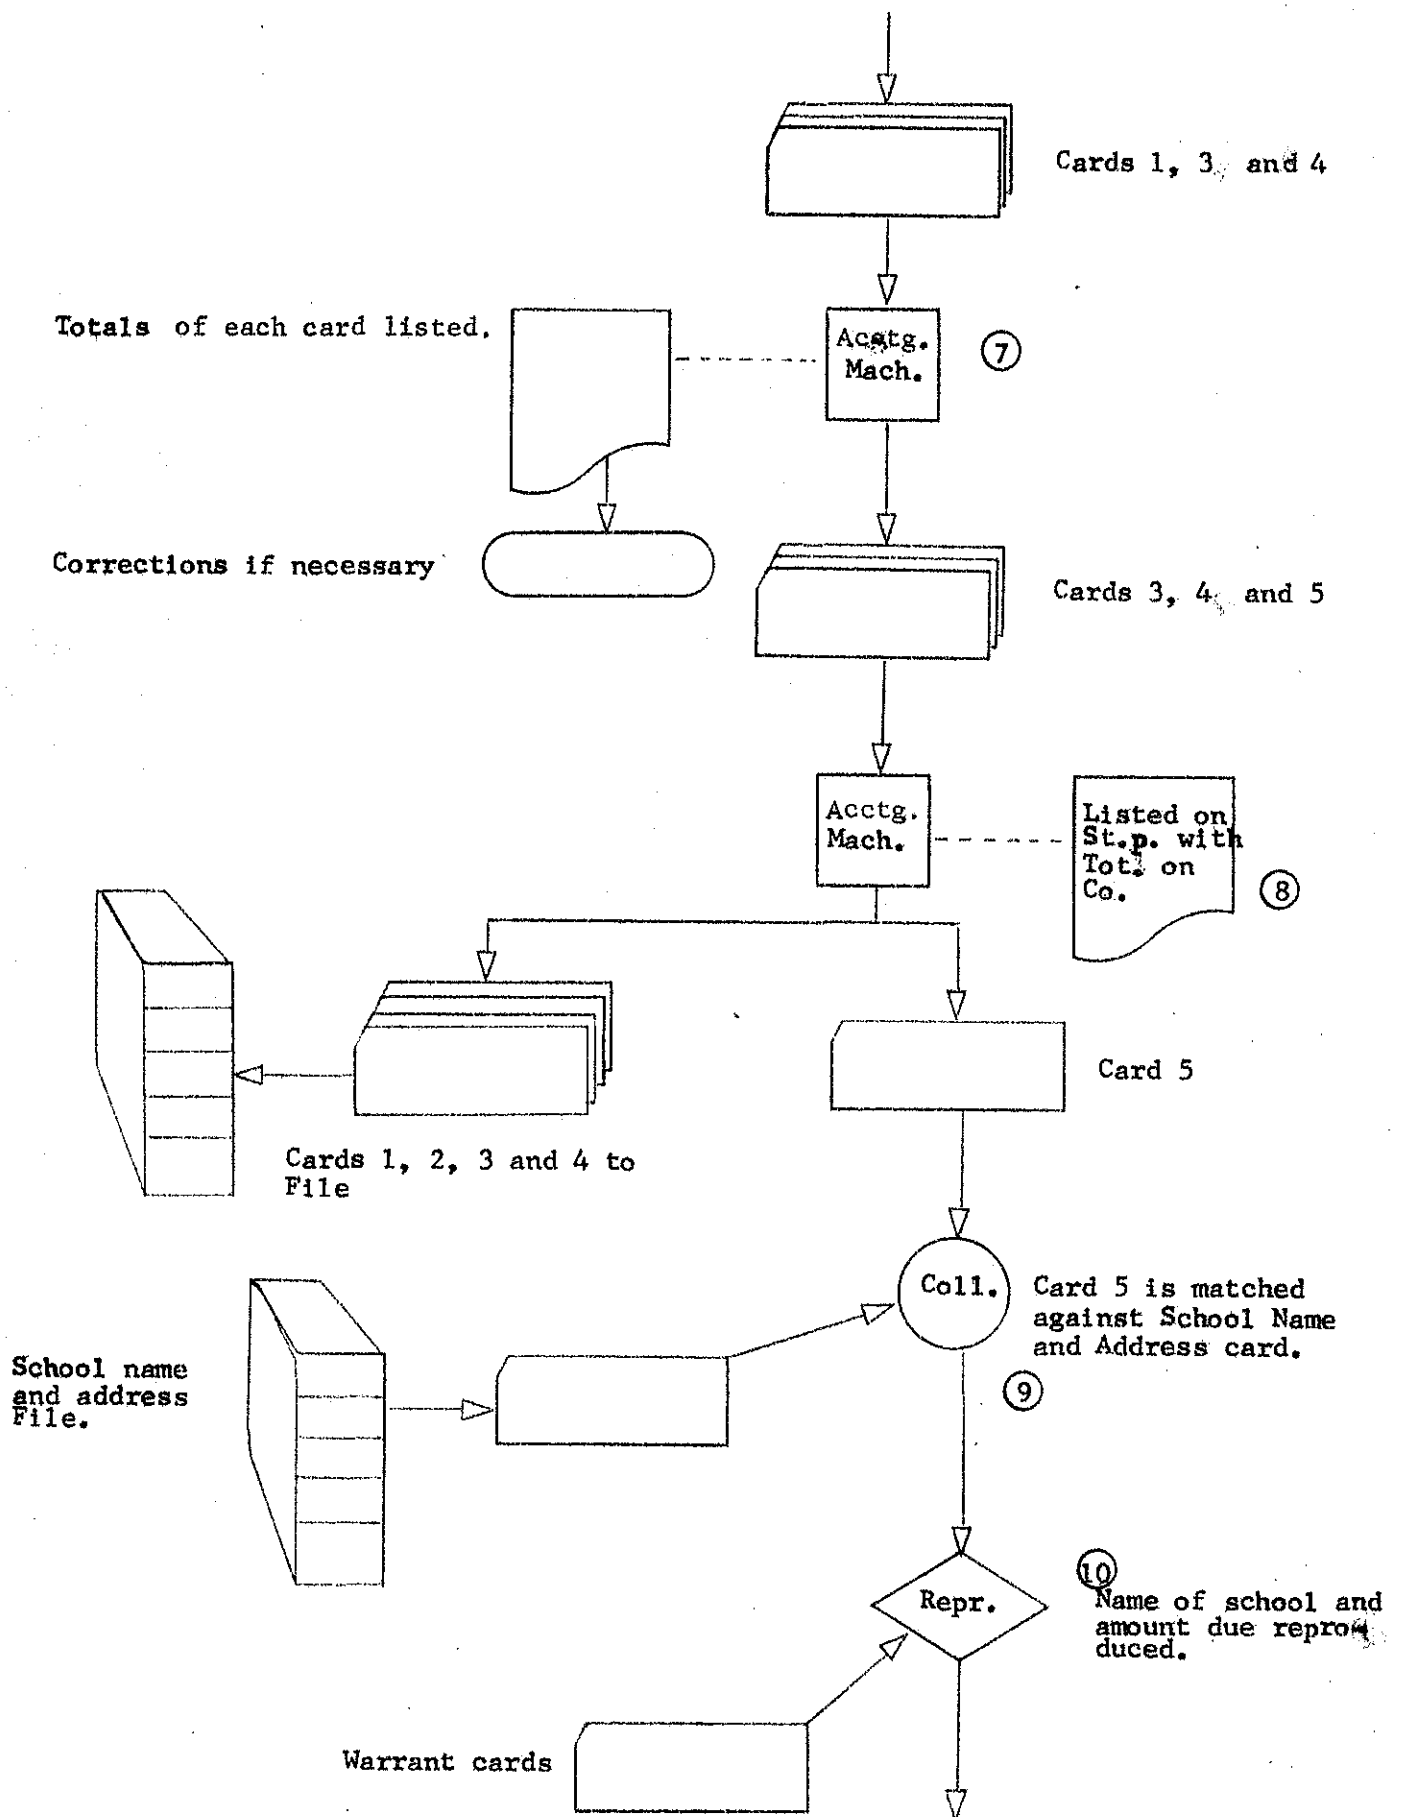 Cards 1, 3, and 4
Totals of each card listed.
Acctg.
Mach.
7
Corrections if necessary
Cards 3, 4, and 5
Acctg.
Mach.
Listed on
St.p. with
Tot. on
Co.
8
Card 5
Cards 1, 2, 3 and 4 to
File
Coll.
Card 5 is matched
against School Name
and Address card.
9
School name
and address
File.
10
Repr.
Name of school and
amount due repro-
duced.
Warrant cards